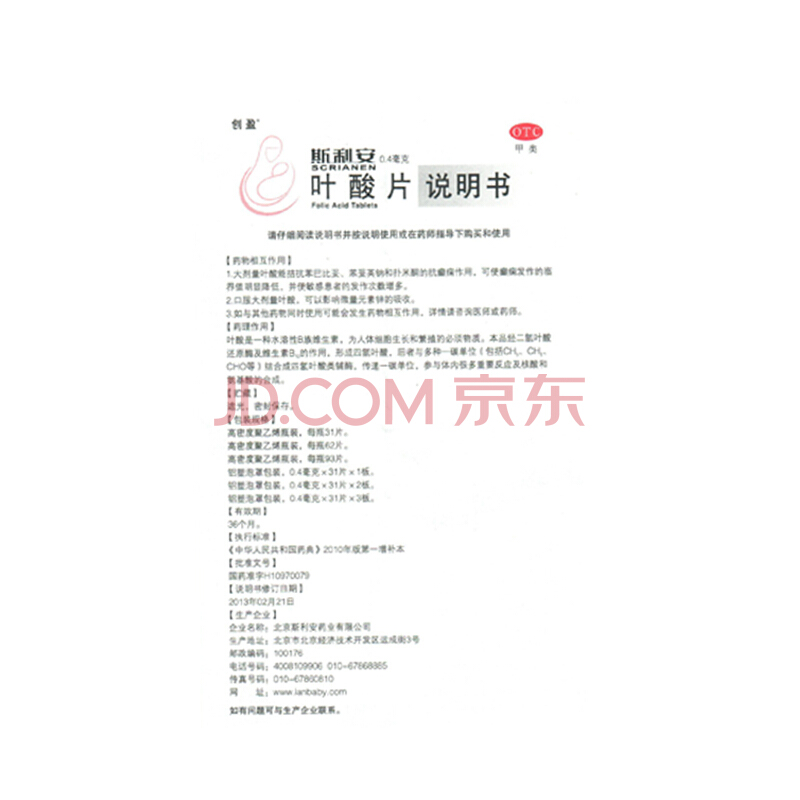 创盈®
OTC
甲类
斯利安 0.4毫克
SCRIANEN
叶酸片 说明书
Folic Acid Tablets
请仔细阅读说明书并按说明使用或在药师指导下购买和使用
【药物相互作用】
1.大剂量叶酸能拮抗苯巴比妥、苯妥英钠和扑米酮的抗癫痫作用，可使癫痫发作的临
界值明显降低，并使敏感患者的发作次数增多。
2.口服大剂量叶酸，可以影响微量元素锌的吸收。
3.如与其他药物同时使用可能会发生药物相互作用，详情请咨询医师或药师。
【药理作用】
叶酸是一种水溶性B族维生素，为人体细胞生长和繁殖的必须物质。本品经二氢叶酸
还原酶及维生素B₁₂的作用，形成四氢叶酸，后者与多种一碳单位（包括CH₃、CH₂、
CHO等）结合成四氢叶酸类辅酶，传递一碳单位，参与体内很多重要反应及核酸和
氨基酸的合成。
【贮藏】
遮光，密封保存。
JD.COM 京东
【包装规格】
高密度聚乙烯瓶装，每瓶31片。
高密度聚乙烯瓶装，每瓶62片。
高密度聚乙烯瓶装，每瓶93片。
铝塑泡罩包装，0.4毫克×31片×1板。
铝塑泡罩包装，0.4毫克×31片×2板。
铝塑泡罩包装，0.4毫克×31片×3板。
【有效期】
36个月。
【执行标准】
《中华人民共和国药典》2010年版第一增补本
【批准文号】
国药准字H10970079
【说明书修订日期】
2013年02月21日
【生产企业】
企业名称：北京斯利安药业有限公司
生产地址：北京市北京经济技术开发区运成街3号
邮政编码：100176
电话号码：4008109906 010-67868885
传真号码：010-67860810
网 址：www.lanbaby.com
如有问题可与生产企业联系。